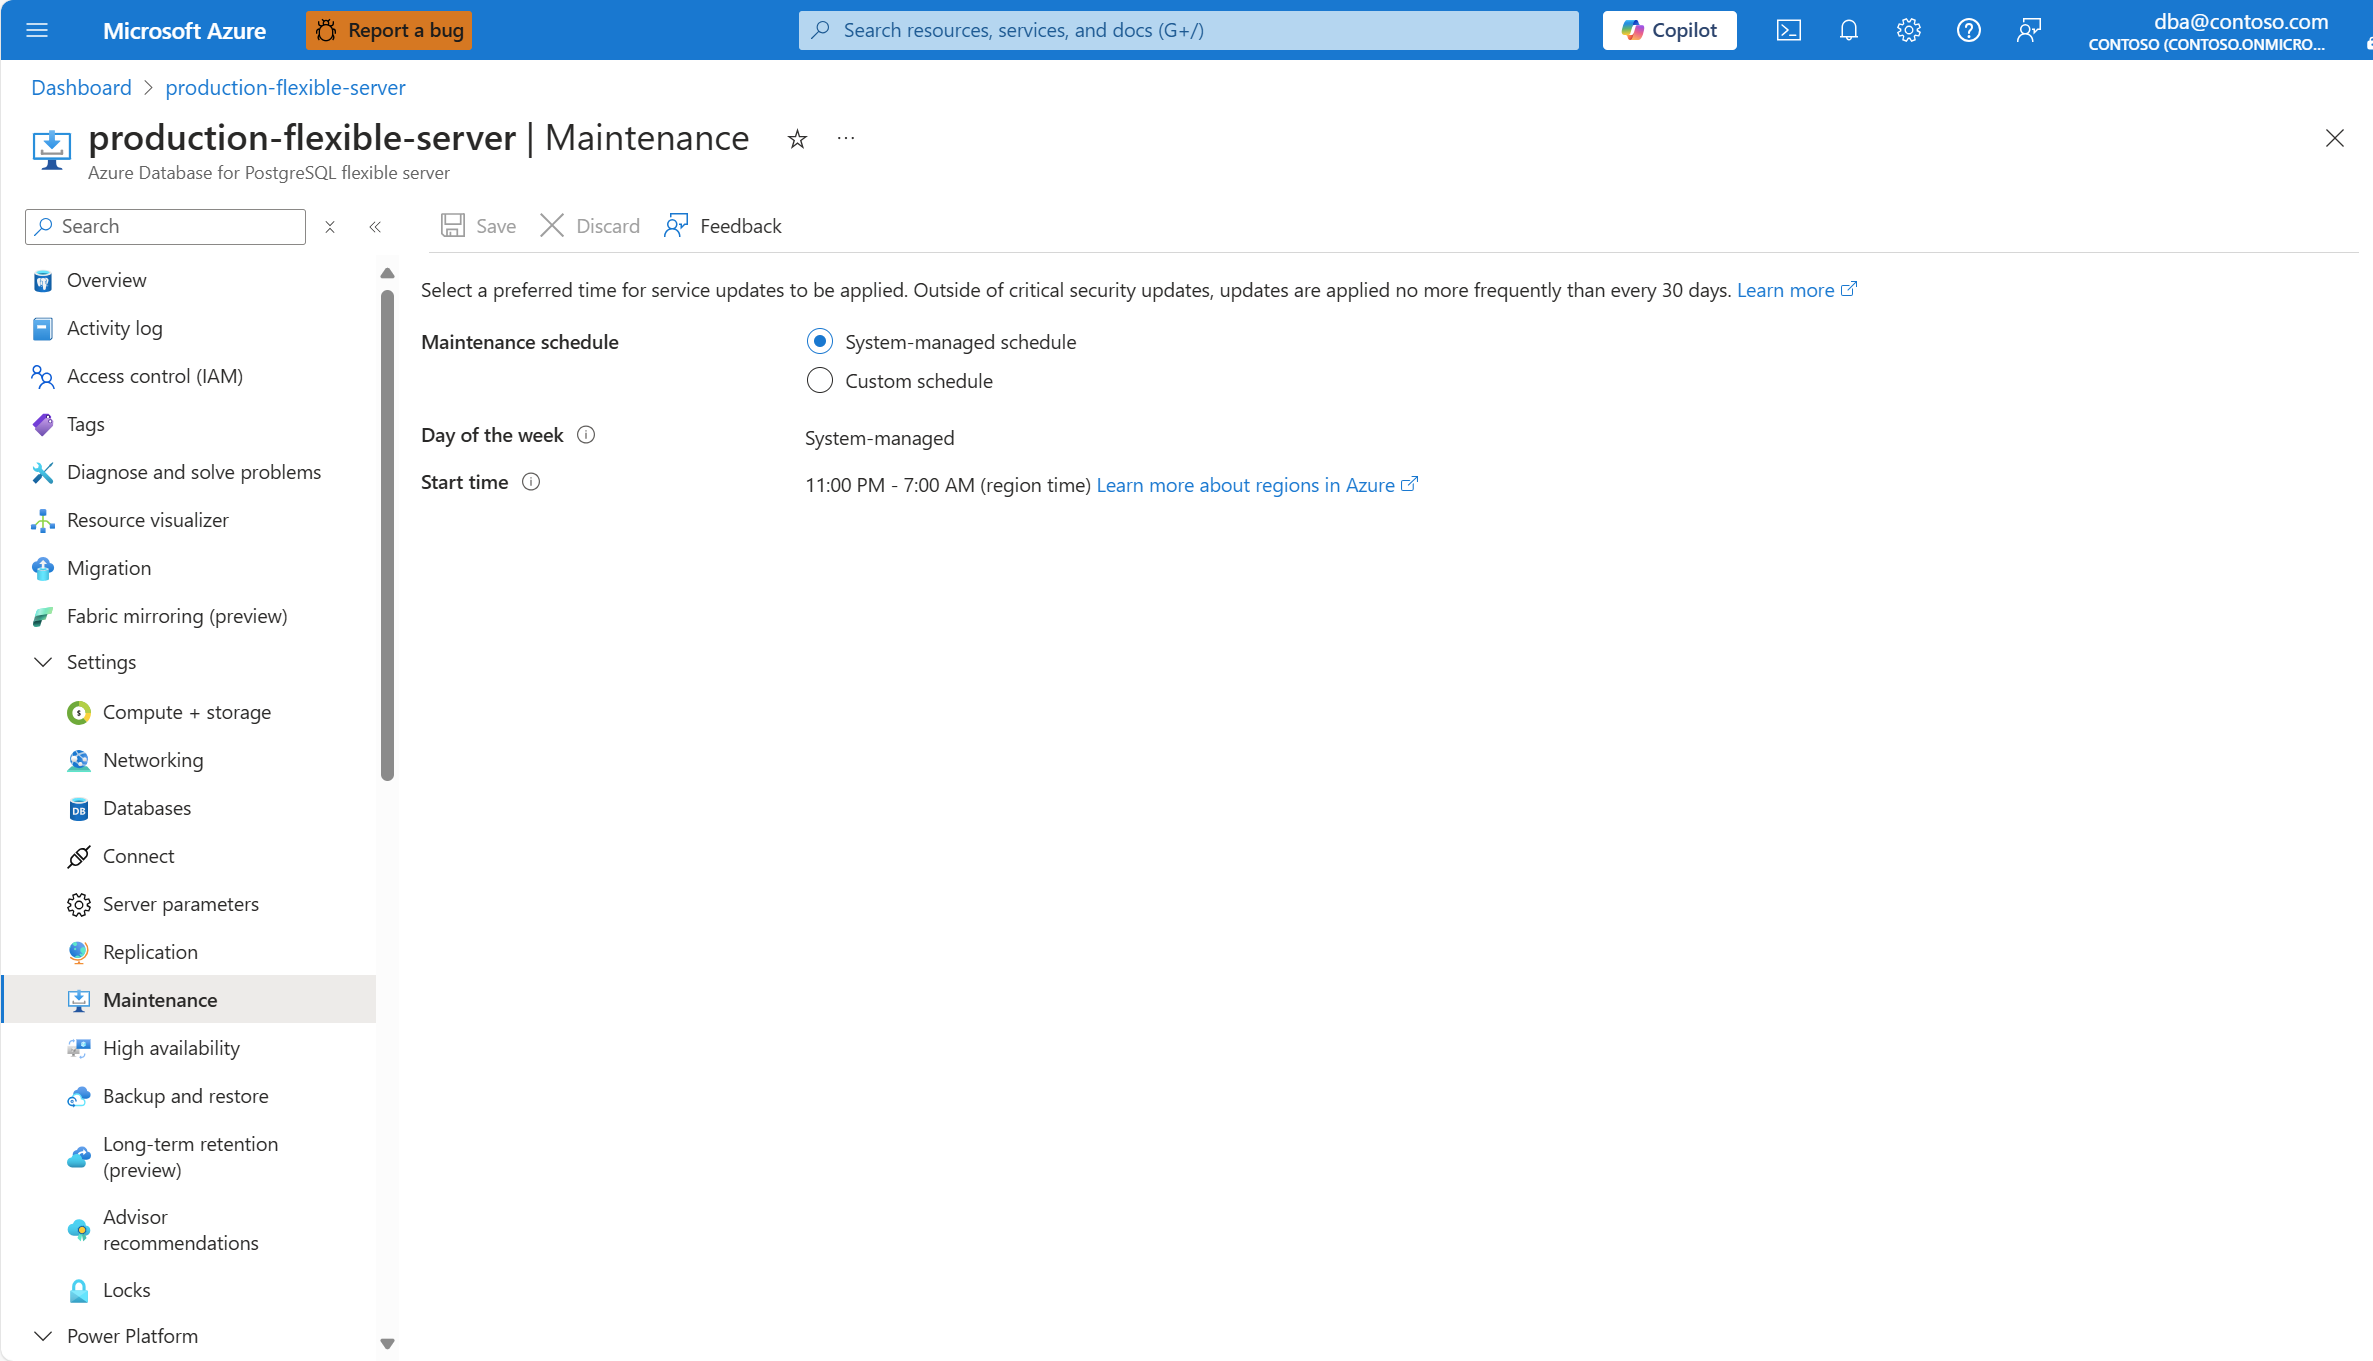 Microsoft Azure
Report a bug
Search resources, services, and docs (G+/)
Copilot
dba@contoso.com
CONTOSO (CONTOSO.ONMICRO...
Dashboard > production-flexible-server
production-flexible-server | Maintenance
Azure Database for PostgreSQL flexible server
Search
Save
Discard
Feedback
Overview
Activity log
Access control (IAM)
Tags
Diagnose and solve problems
Resource visualizer
Migration
Fabric mirroring (preview)
Settings
Compute + storage
Networking
Databases
Connect
Server parameters
Replication
Maintenance
High availability
Backup and restore
Long-term retention
(preview)
Advisor
recommendations
Locks
Power Platform
Select a preferred time for service updates to be applied. Outside of critical security updates, updates are applied no more frequently than every 30 days. Learn more
Maintenance schedule
System-managed schedule
Custom schedule
Day of the week
System-managed
Start time
11:00 PM - 7:00 AM (region time) Learn more about regions in Azure